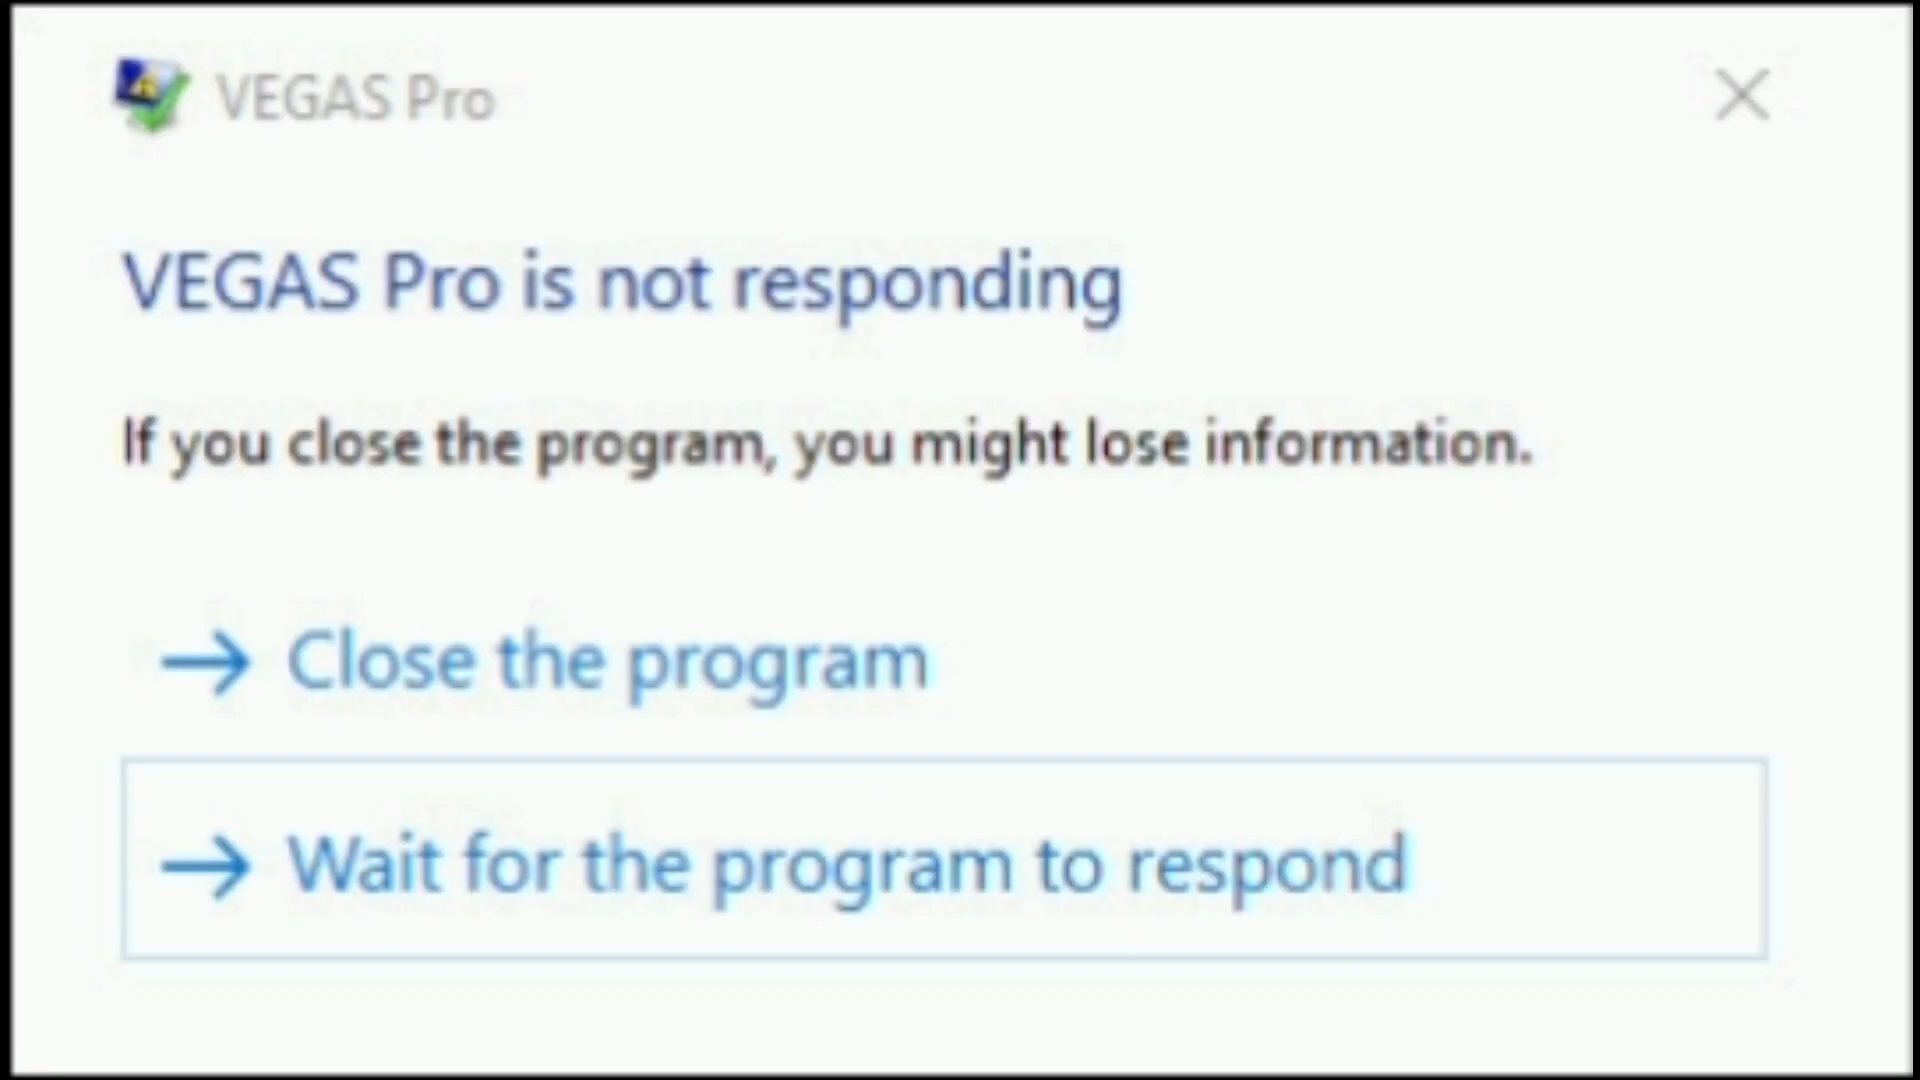 VEGAS Pro
VEGAS Pro is not responding
If you close the program, you might lose information.
Close the program
Wait for the program to respond